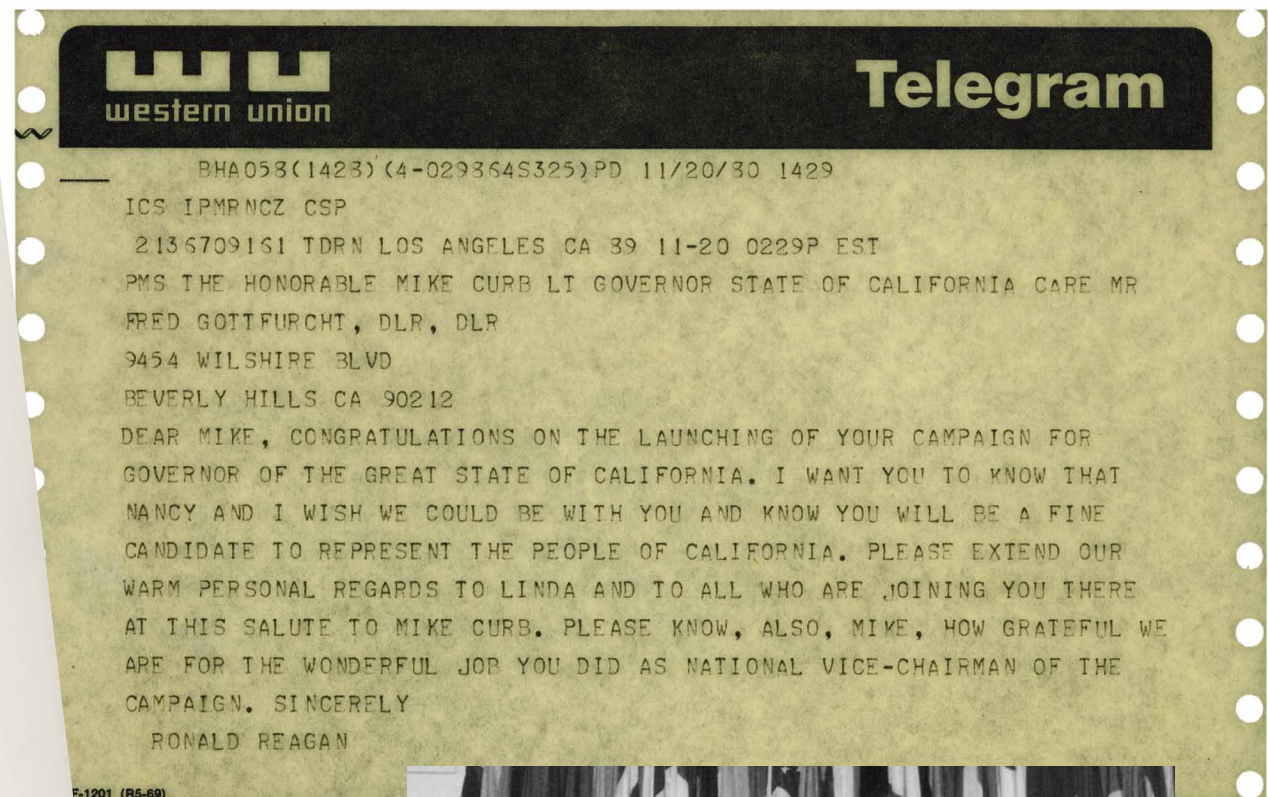 western union
Telegram
BHA058(1428)(4-029864S325)PD 11/20/80 1429
ICS IPMRNCZ CSP
2136709161 TDRN LOS ANGELES CA 89 11-20 0229P EST
PMS THE HONORABLE MIKE CURB LT GOVERNOR STATE OF CALIFORNIA CARE MR
FRED GOTTFURCHT, DLR, DLR
9454 WILSHIRE BLVD
BEVERLY HILLS CA 90212
DEAR MIKE, CONGRATULATIONS ON THE LAUNCHING OF YOUR CAMPAIGN FOR
GOVERNOR OF THE GREAT STATE OF CALIFORNIA. I WANT YOU TO KNOW THAT
NANCY AND I WISH WE COULD BE WITH YOU AND KNOW YOU WILL BE A FINE
CANDIDATE TO REPRESENT THE PEOPLE OF CALIFORNIA. PLEASE EXTEND OUR
WARM PERSONAL REGARDS TO LINDA AND TO ALL WHO ARE JOINING YOU THERE
AT THIS SALUTE TO MIKE CURB. PLEASE KNOW, ALSO, MIKE, HOW GRATEFUL WE
ARE FOR THE WONDERFUL JOB YOU DID AS NATIONAL VICE-CHAIRMAN OF THE
CAMPAIGN. SINCERELY
RONALD REAGAN
F-1201 (R5-69)